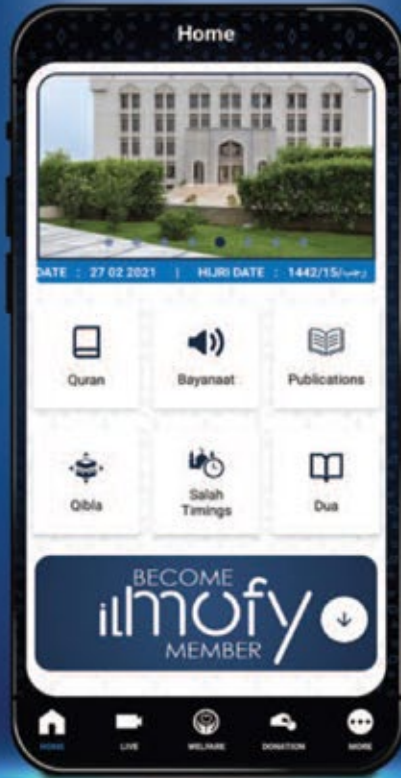 Home
DATE : 27 02 2021 | HIJRI DATE : 1442/15/رجب
Quran
Bayanaat
Publications
Qibla
Salah
Timings
Dua
BECOME
ilmofy
MEMBER
HOME
LIVE
WELFARE
DONATION
MORE